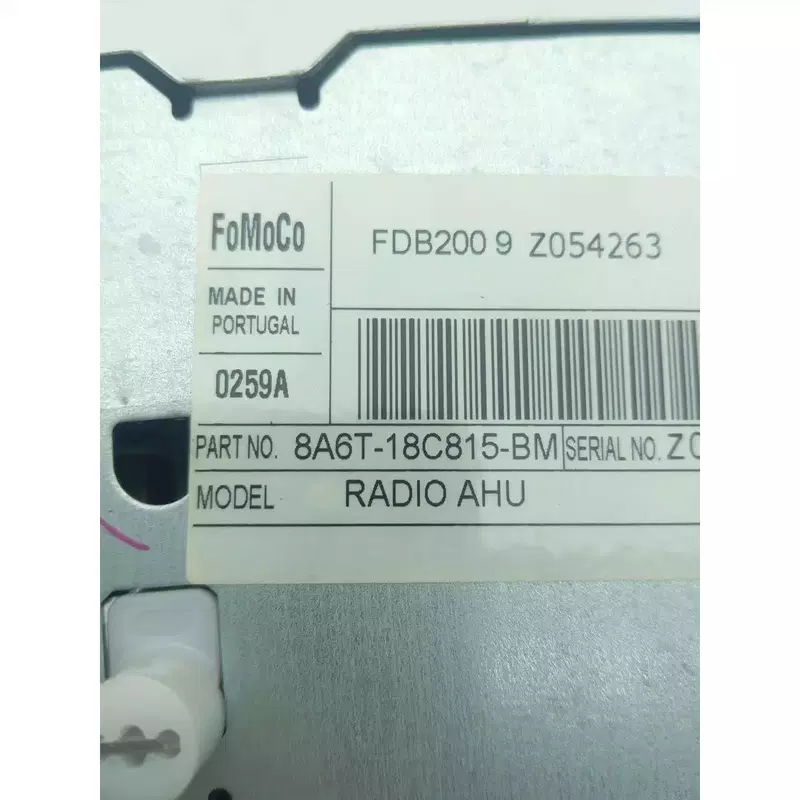 FoMoCo
FDB200 9 Z054263
MADE IN
PORTUGAL
0259A
PART NO. 8A6T-18C815-BM SERIAL NO.
MODEL RADIO AHU